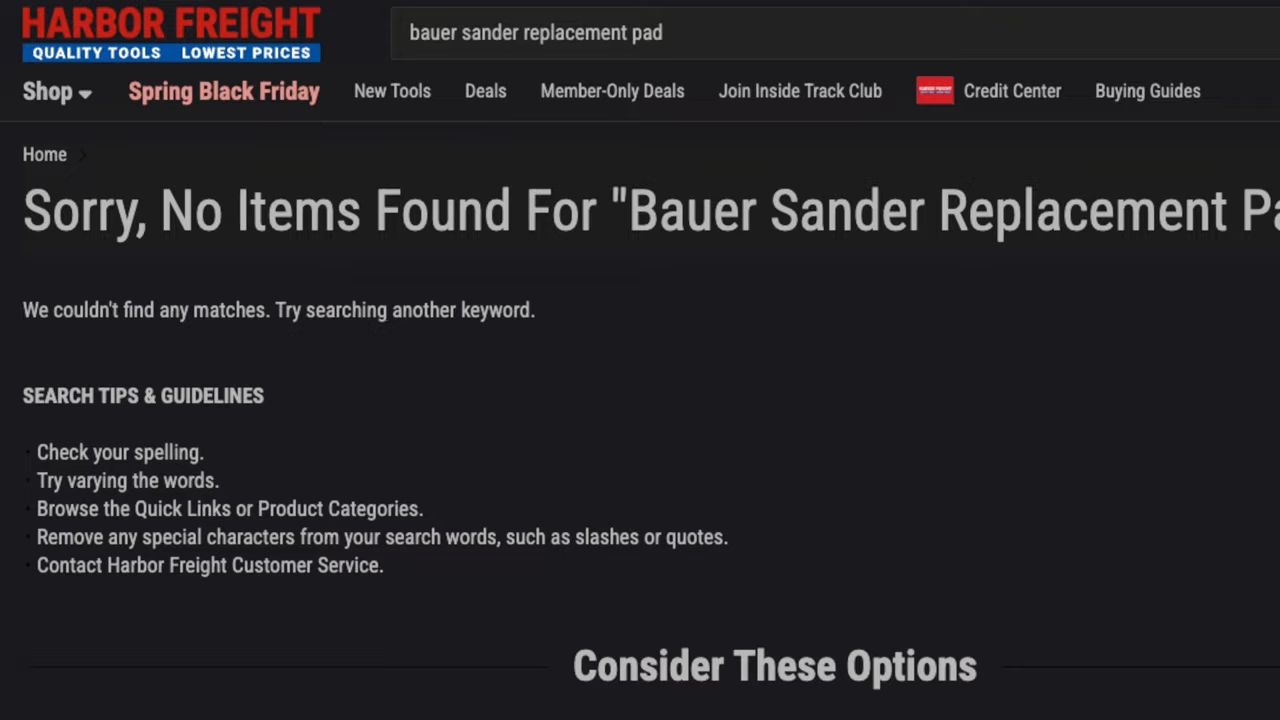 HARBOR FREIGHT
QUALITY TOOLS LOWEST PRICES
bauer sander replacement pad
Shop
Spring Black Friday
New Tools
Deals
Member-Only Deals
Join Inside Track Club
Credit Center
Buying Guides
Home
Sorry, No Items Found For "Bauer Sander Replacement Pa
We couldn't find any matches. Try searching another keyword.
SEARCH TIPS & GUIDELINES
· Check your spelling.
· Try varying the words.
· Browse the Quick Links or Product Categories.
· Remove any special characters from your search words, such as slashes or quotes.
· Contact Harbor Freight Customer Service.
Consider These Options